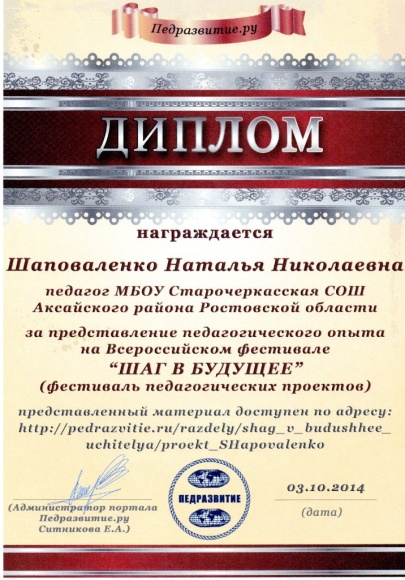 Педразвитие.ру
ДИПЛОМ
награждается
Шаповаленко Наталья Николаевна
педагог МБОУ Старочеркасская СОШ
Аксайского района Ростовской области
за представление педагогического опыта
на Всероссийском фестивале
"ШАГ В БУДУЩЕЕ"
(фестиваль педагогических проектов)
представленный материал доступен по адресу:
http://pedrazvitie.ru/razdely/shag_v_budushhee_
uchitelya/proekt_SHapovalenko
(Администратор портала
Педразвитие.ру
Ситникова Е.А.)
ПЕДРАЗВИТИЕ
03.10.2014
(дата)